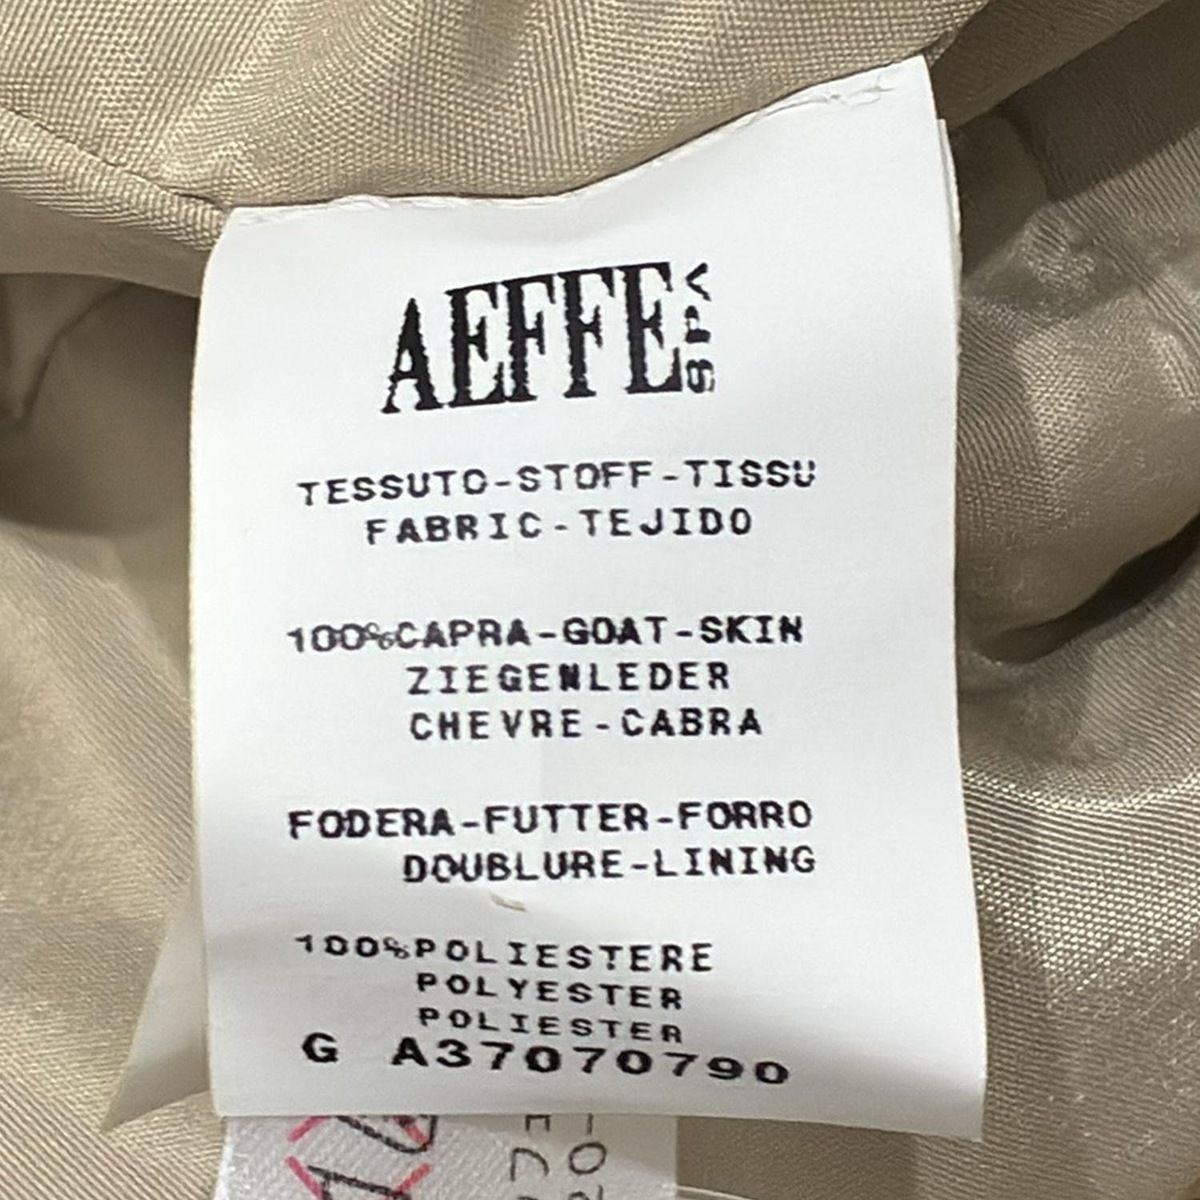 AEFFE SPA
TESSUTO-STOFF-TISSU
FABRIC-TEJIDO
100%CAPRA-GOAT-SKIN
ZIEGENLEDER
CHEVRE-CABRA
FODERA-FUTTER-FORRO
DOUBLURE-LINING
100%POLIESTERE
POLYESTER
POLIESTER
G A37070790